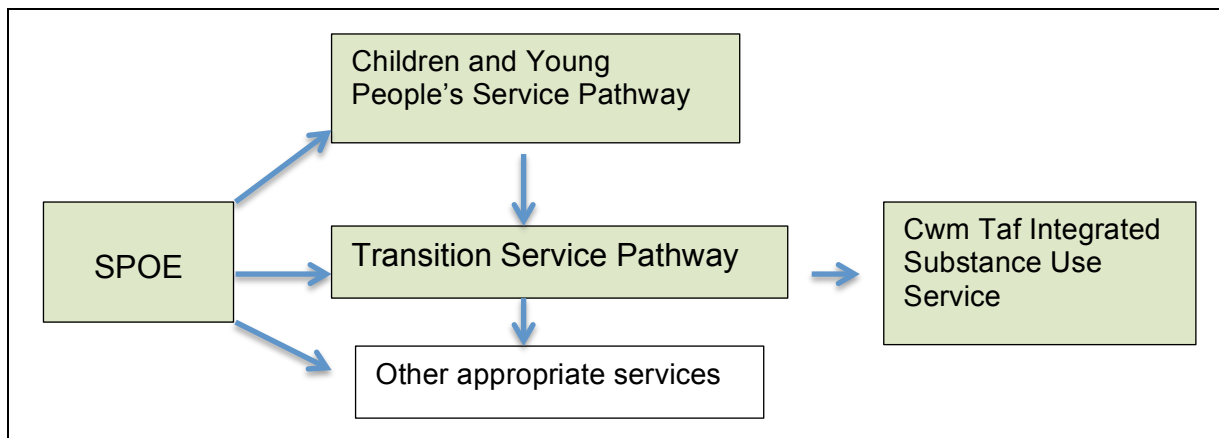 Children and Young
People’s Service Pathway
SPOE
Transition Service Pathway
Cwm Taf Integrated
Substance Use
Service
Other appropriate services